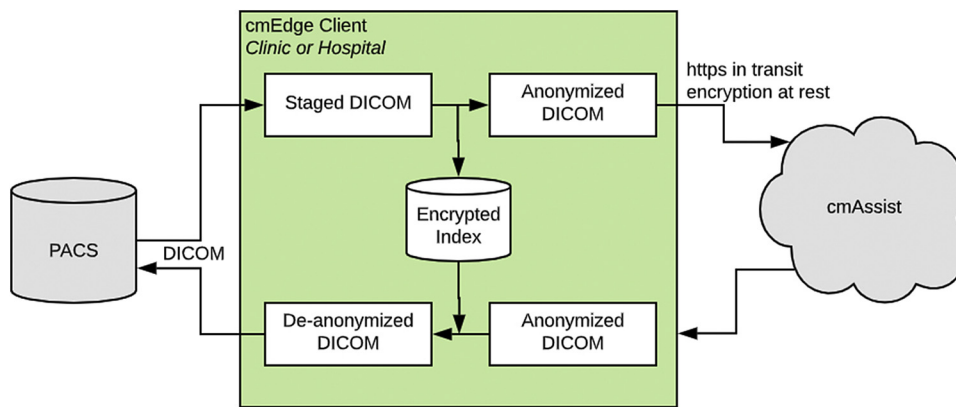 cmEdge Client
Clinic or Hospital
Staged DICOM
Anonymized
DICOM
https in transit
encryption at rest
PACS
DICOM
Encrypted
Index
cmAssist
De-anonymized
DICOM
Anonymized
DICOM